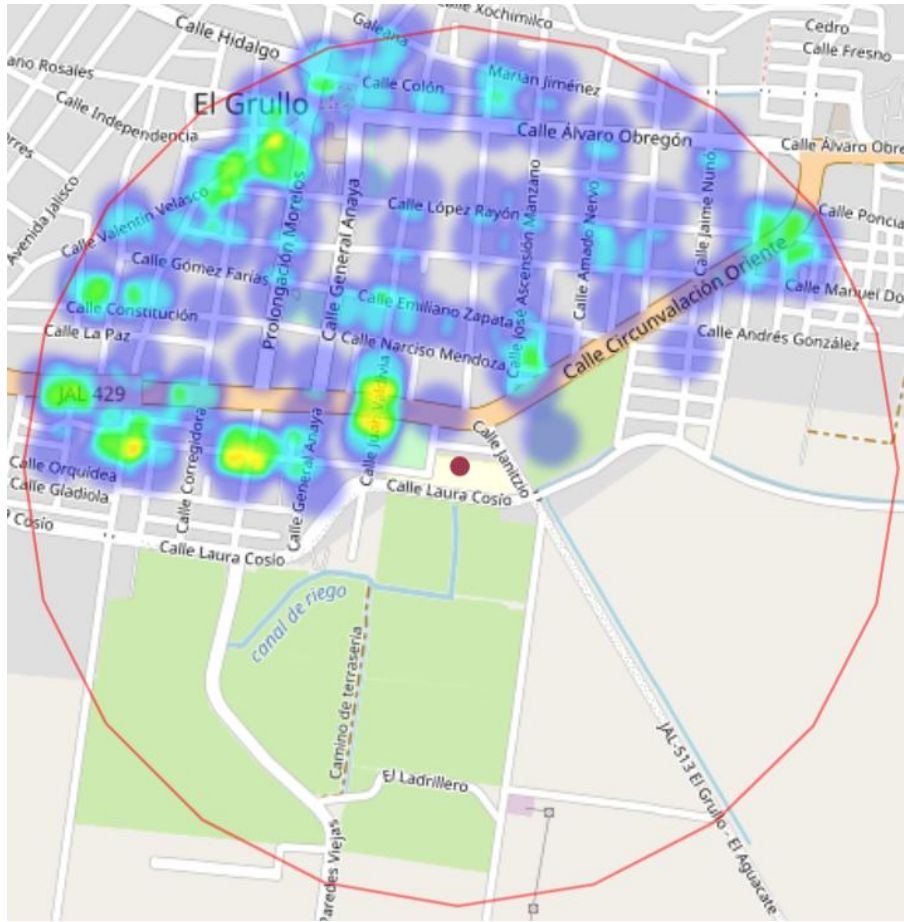 Calle Xochimilco
Galeana
Calle Hidalgo
Cedro
Calle Fresno
ano Rosales
Calle Colón
Marian Jiménez
El Grullo
Calle Independencia
Calle Álvaro Obregón
Calle Álvaro Obre
rres
Avenida Jalisco
Calle Valentín Velásco
Prolongación Morelos
Calle General Anaya
Calle López Rayón
Calle José Ascensión Manzano
Calle Amado Nervo
Calle Jaime Nunó
Calle Poncia
Calle Gómez Farías
Calle Manuel Do
Calle Constitución
Calle Emiliano Zapata
Calle Circunvalación Oriente
Calle La Paz
Calle Narciso Mendoza
Calle Andrés González
JAL 429
Calle Corregidora
Calle General Anaya
Calle Janitzio
Calle Orquídea
Calle Gladiola
Calle Laura Cosío
Cosío
Calle Laura Cosío
canal de riego
Camino de terrasería
JAL-513 El Grullo - El Aguacate
El Ladrillero
Paredes Viejas